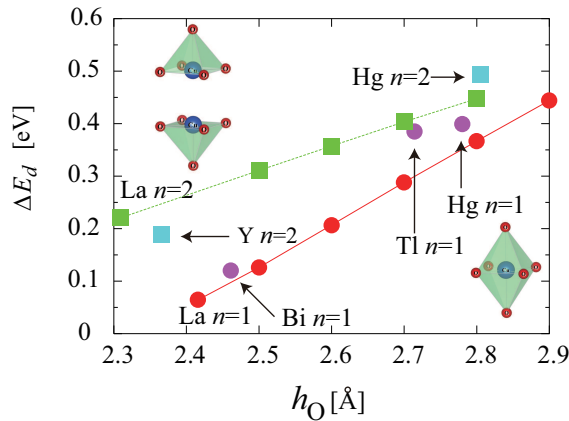 0.6
0.5
0.4
0.3
0.2
0.1
0
ΔE_d [eV]
Hg n=2
La n=2
Y n=2
Hg n=1
Tl n=1
La n=1
Bi n=1
2.3 2.4 2.5 2.6 2.7 2.8 2.9
h_O [Å]